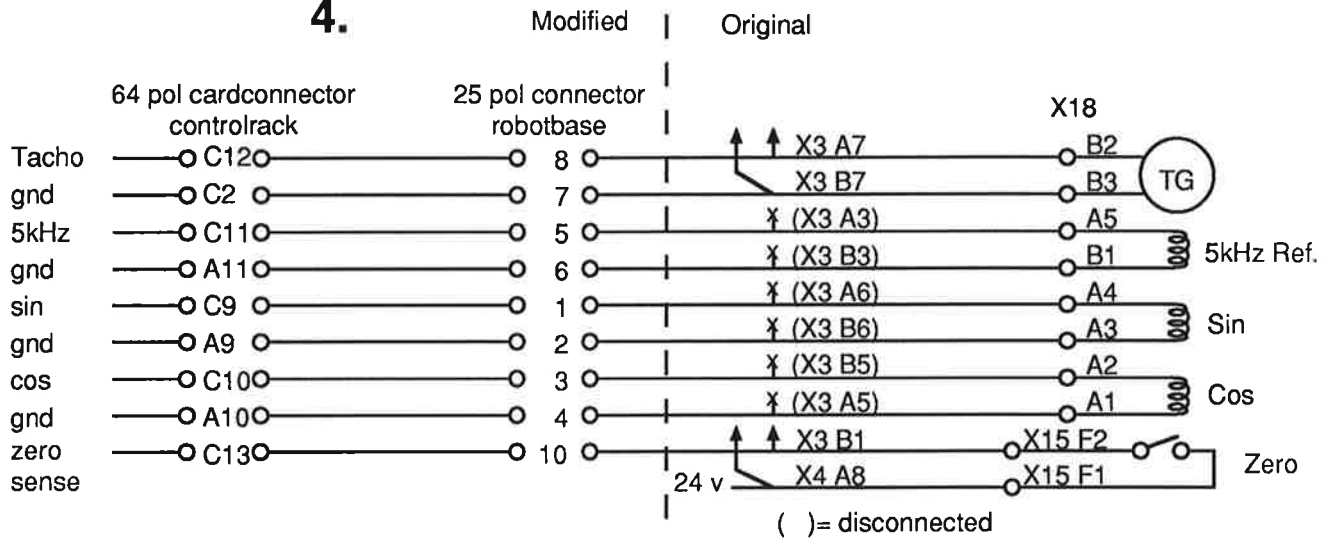 4.
Modified Original
64 pol cardconnector
controlrack
25 pol connector
robotbase
X18
Tacho C12 8 X3 A7 B2
gnd C2 7 X3 B7 B3
TG
5kHz C11 5 (X3 A3) A5
gnd A11 6 (X3 B3) B1
5kHz Ref.
sin C9 1 (X3 A6) A4
gnd A9 2 (X3 B6) A3
Sin
cos C10 3 (X3 B5) A2
gnd A10 4 (X3 A5) A1
Cos
zero C13 10 X3 B1 X15 F2
sense 24 v X4 A8 X15 F1
Zero
( )= disconnected